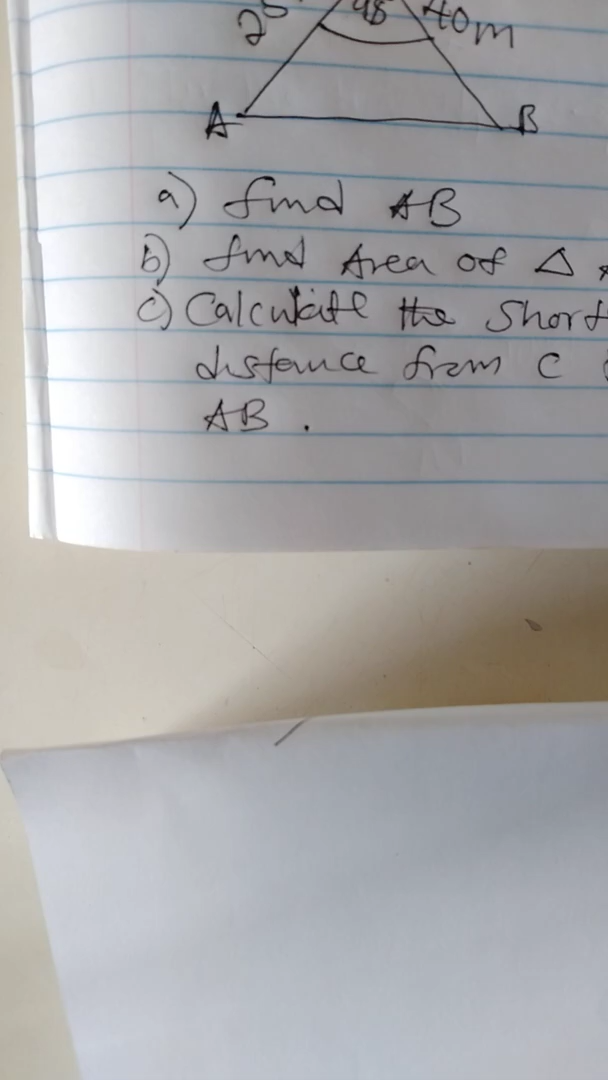 48 40m
A B
a) find AB
b) find Area of Δ
c) Calculate the Short
distance from C
AB .